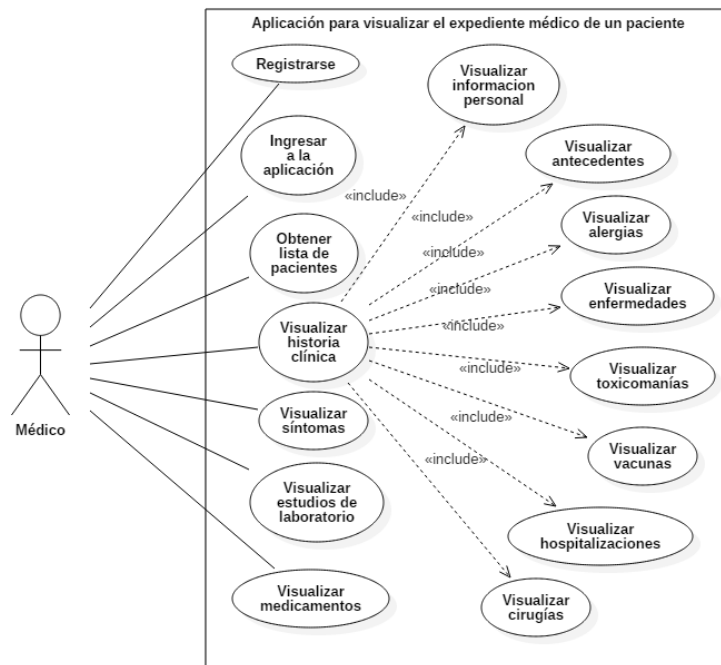 Aplicación para visualizar el expediente médico de un paciente
Registrarse
Visualizar
informacion
personal
Ingresar
a la
aplicación
Visualizar
antecedentes
«include»
«include»
Visualizar
alergias
Obtener
lista de
pacientes
«include»
Visualizar
enfermedades
«include»
Visualizar
historia
clínica
«include»
Visualizar
toxicomanías
Médico
Visualizar
síntomas
«include»
Visualizar
vacunas
«include»
Visualizar
estudios de
laboratorio
Visualizar
hospitalizaciones
Visualizar
medicamentos
Visualizar
cirugías
«include»